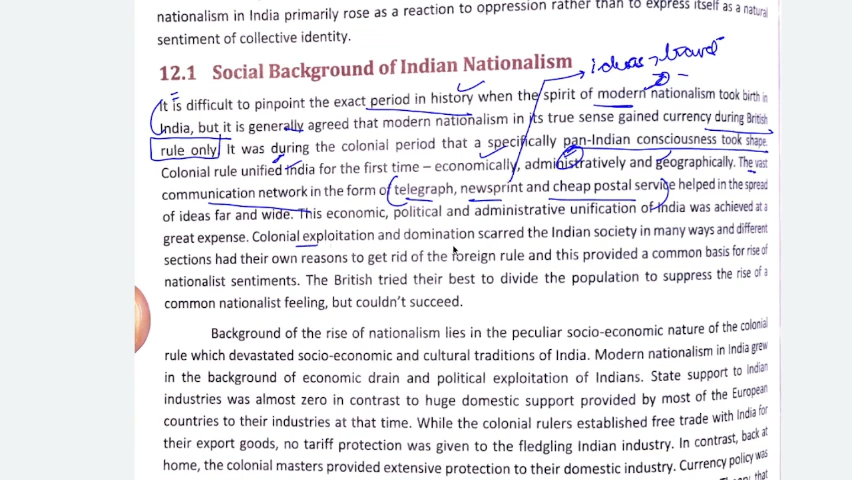 nationalism in India primarily rose as a reaction to oppression rather than to express itself as a natural
sentiment of collective identity.
12.1 Social Background of Indian Nationalism
ideas → travel
It is difficult to pinpoint the exact period in history when the spirit of modern nationalism took birth in
India, but it is generally agreed that modern nationalism in its true sense gained currency during British
rule only. It was during the colonial period that a specifically pan-Indian consciousness took shape.
Colonial rule unified India for the first time – economically, administratively and geographically. The vast
communication network in the form of telegraph, newsprint and cheap postal service helped in the spread
of ideas far and wide. This economic, political and administrative unification of India was achieved at a
great expense. Colonial exploitation and domination scarred the Indian society in many ways and different
sections had their own reasons to get rid of the foreign rule and this provided a common basis for rise of
nationalist sentiments. The British tried their best to divide the population to suppress the rise of a
common nationalist feeling, but couldn't succeed.
Background of the rise of nationalism lies in the peculiar socio-economic nature of the colonial
rule which devastated socio-economic and cultural traditions of India. Modern nationalism in India grew
in the background of economic drain and political exploitation of Indians. State support to Indian
industries was almost zero in contrast to huge domestic support provided by most of the European
countries to their industries at that time. While the colonial rulers established free trade with India for
their export goods, no tariff protection was given to the fledgling Indian industry. In contrast, back at
home, the colonial masters provided extensive protection to their domestic industry. Currency policy was
that